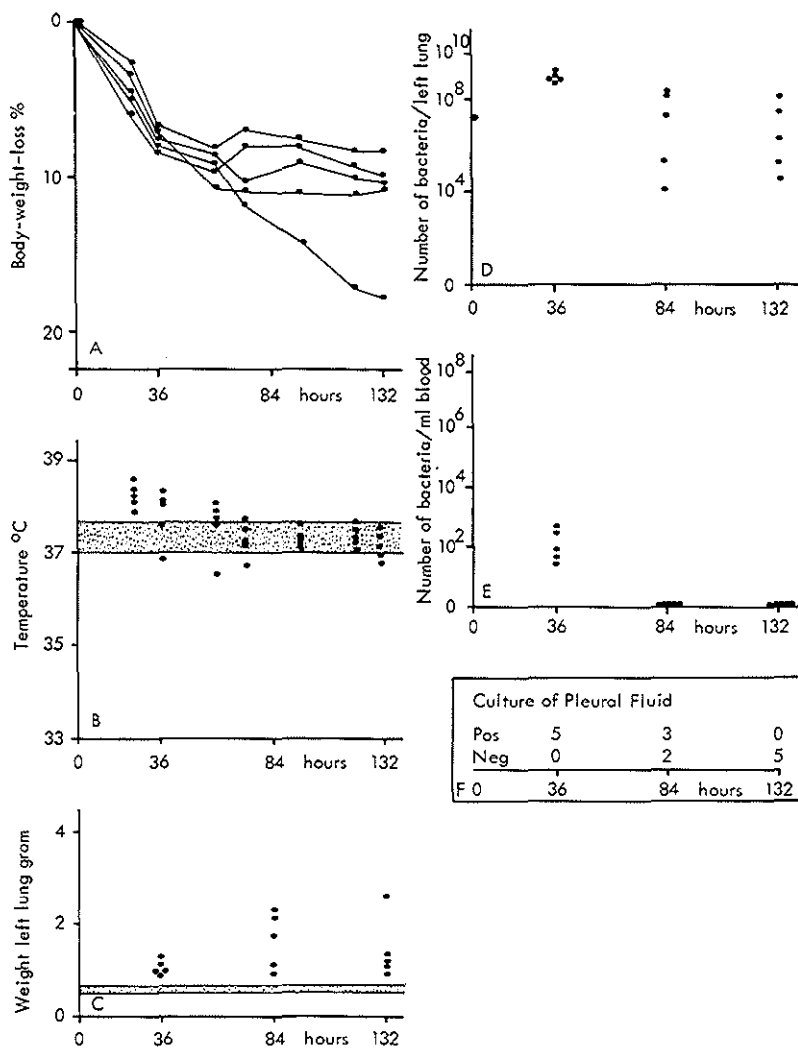 0
10
20
Body-weight-loss %
A
0 36 84 hours 132
39
37
35
33
Temperature °C
B
0 36 84 hours 132
4
2
0
Weight left lung gram
C
0 36 84 hours 132
10^10
10^8
10^4
0
Number of bacteria/left lung
D
0 36 84 hours 132
10^8
10^6
10^4
10^2
0
Number of bacteria/ml blood
E
0 36 84 hours 132
Culture of Pleural Fluid
Pos 5 3 0
Neg 0 2 5
F 0 36 84 hours 132